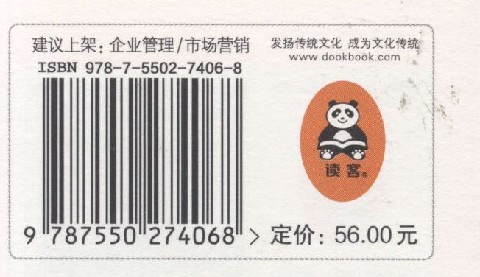 建议上架：企业管理/市场营销
发扬传统文化 成为文化传统
www.dookbook.com
ISBN 978-7-5502-7406-8
读客®
9 787550 274068 >
定价：56.00元